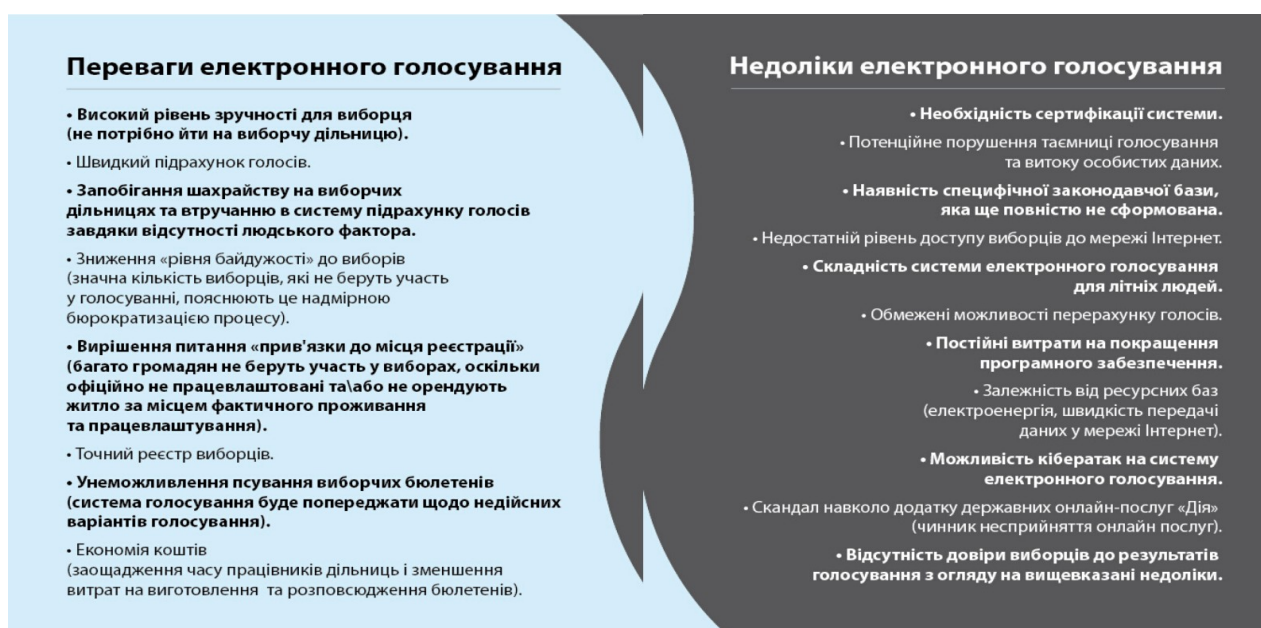 Переваги електронного голосування
• Високий рівень зручності для виборця
(не потрібно йти на виборчу дільницю).
• Швидкий підрахунок голосів.
• Запобігання шахрайству на виборчих
дільницях та втручанню в систему підрахунку голосів
завдяки відсутності людського фактора.
• Зниження «рівня байдужості» до виборів
(значна кількість виборців, які не беруть участь
у голосуванні, пояснюють це надмірною
бюрократизацією процесу).
• Вирішення питання «прив'язки до місця реєстрації»
(багато громадян не беруть участь у виборах, оскільки
офіційно не працевлаштовані та\або не орендують
житло за місцем фактичного проживання
та працевлаштування).
• Точний реєстр виборців.
• Унеможливлення псування виборчих бюлетенів
(система голосування буде попереджати щодо недійсних
варіантів голосування).
• Економія коштів
(заощадження часу працівників дільниць і зменшення
витрат на виготовлення та розповсюдження бюлетенів).
Недоліки електронного голосування
• Необхідність сертифікації системи.
• Потенційне порушення таємниці голосування
та витоку особистих даних.
• Наявність специфічної законодавчої бази,
яка ще повністю не сформована.
• Недостатній рівень доступу виборців до мережі Інтернет.
• Складність системи електронного голосування
для літніх людей.
• Обмежені можливості перерахунку голосів.
• Постійні витрати на покращення
програмного забезпечення.
• Залежність від ресурсних баз
(електроенергія, швидкість передачі
даних у мережі Інтернет).
• Можливість кібератак на систему
електронного голосування.
• Скандал навколо додатку державних онлайн-послуг «Дія»
(чинник несприйняття онлайн послуг).
• Відсутність довіри виборців до результатів
голосування з огляду на вищевказані недоліки.